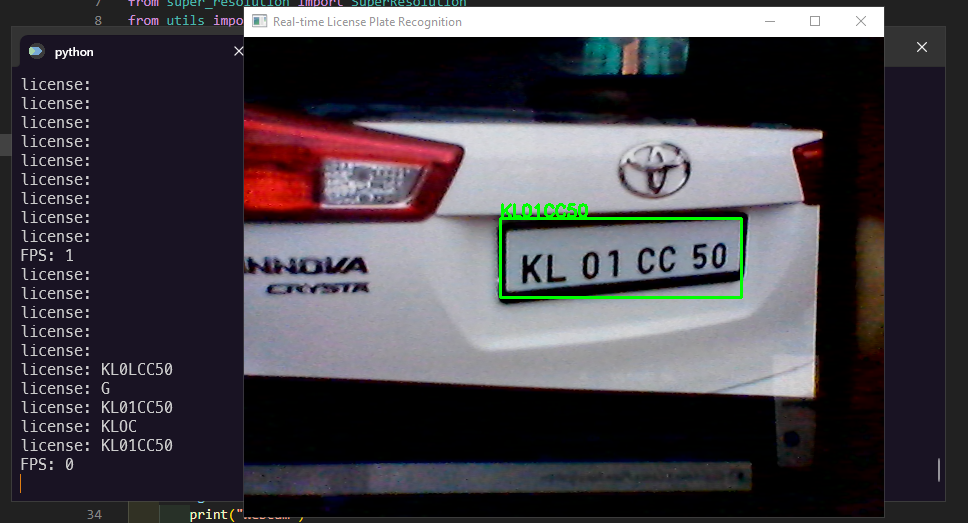 7 from super_resolution import SuperResolution
8 from utils impo
python
license:
license:
license:
license:
license:
license:
license:
license:
license:
FPS: 1
license:
license:
license:
license:
license:
license: KL0LCC50
license: G
license: KL01CC50
license: KLOC
license: KL01CC50
FPS: 0
Real-time License Plate Recognition
KL01CC50
KL 01 CC 50
INNOVA
CRYSTA
34 print("webcam")